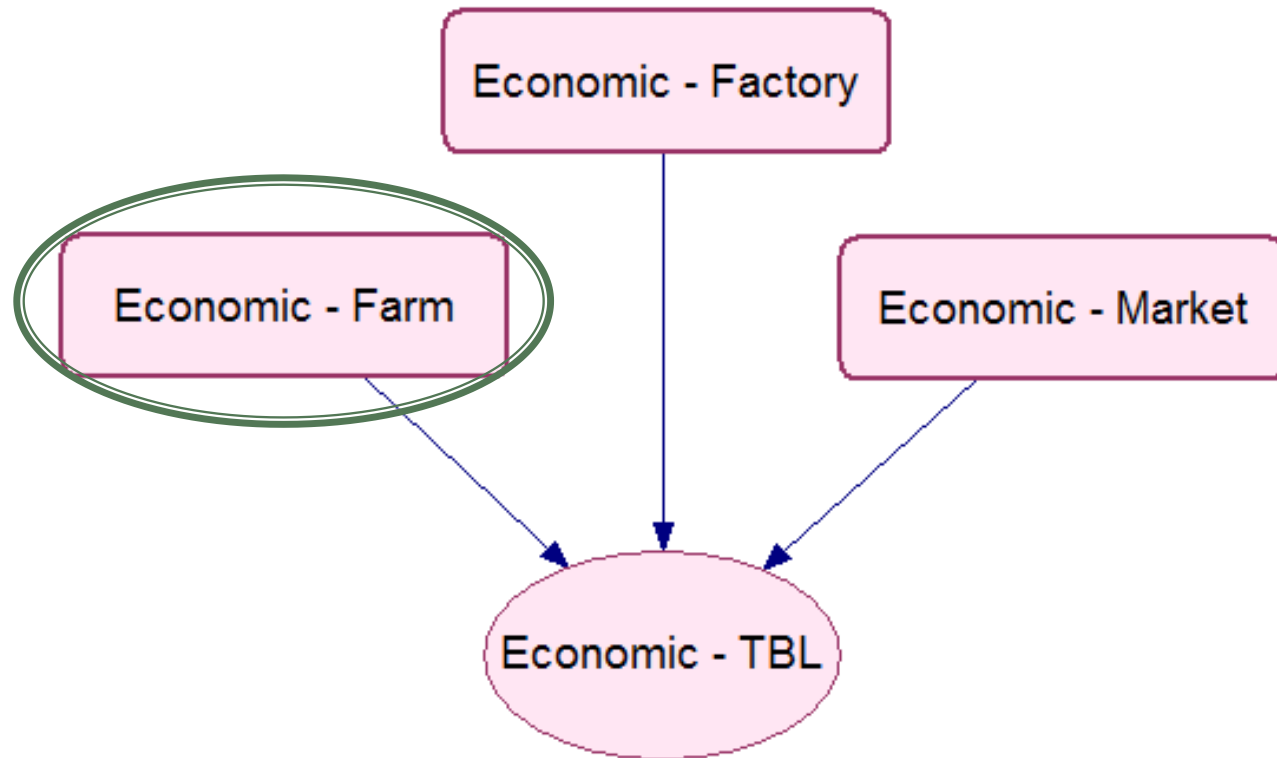 Economic - Factory
Economic - Farm
Economic - Market
Economic - TBL